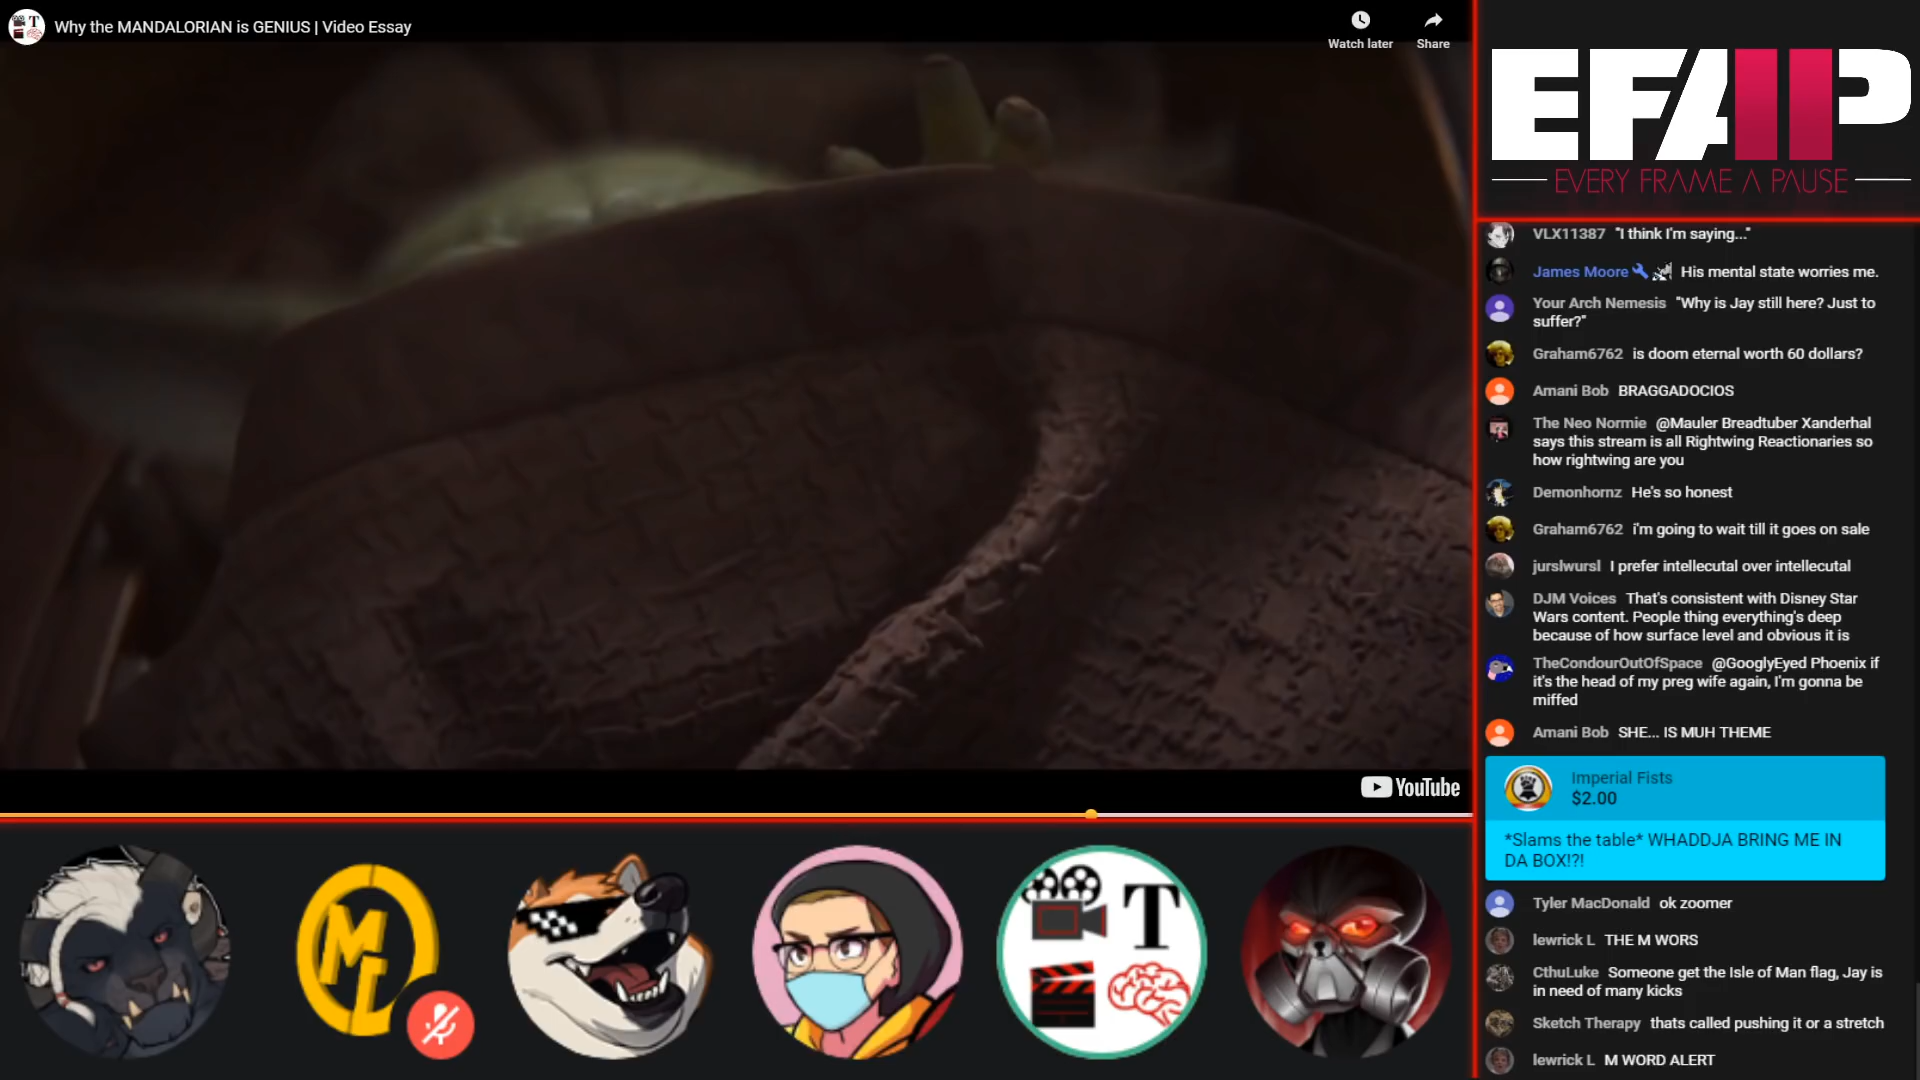 T
Why the MANDALORIAN is GENIUS | Video Essay
Watch later
Share
EFAP
EVERY FRAME A PAUSE
VLX11387 "I think I'm saying..."
James Moore His mental state worries me.
Your Arch Nemesis "Why is Jay still here? Just to
suffer?"
Graham6762 is doom eternal worth 60 dollars?
Amani Bob BRAGGADOCIOS
The Neo Normie @Mauler Breadtuber Xanderhal
says this stream is all Rightwing Reactionaries so
how rightwing are you
Demonhornz He's so honest
Graham6762 i'm going to wait till it goes on sale
jurslwursl I prefer intellecutal over intellecutal
DJM Voices That's consistent with Disney Star
Wars content. People thing everything's deep
because of how surface level and obvious it is
TheCondourOutOfSpace @GooglyEyed Phoenix if
it's the head of my preg wife again, I'm gonna be
miffed
Amani Bob SHE... IS MUH THEME
Imperial Fists
$2.00
*Slams the table* WHADDJA BRING ME IN
DA BOX!?!
Tyler MacDonald ok zoomer
lewrick L THE M WORS
CthuLuke Someone get the Isle of Man flag, Jay is
in need of many kicks
Sketch Therapy thats called pushing it or a stretch
lewrick L M WORD ALERT
YouTube
ML
T